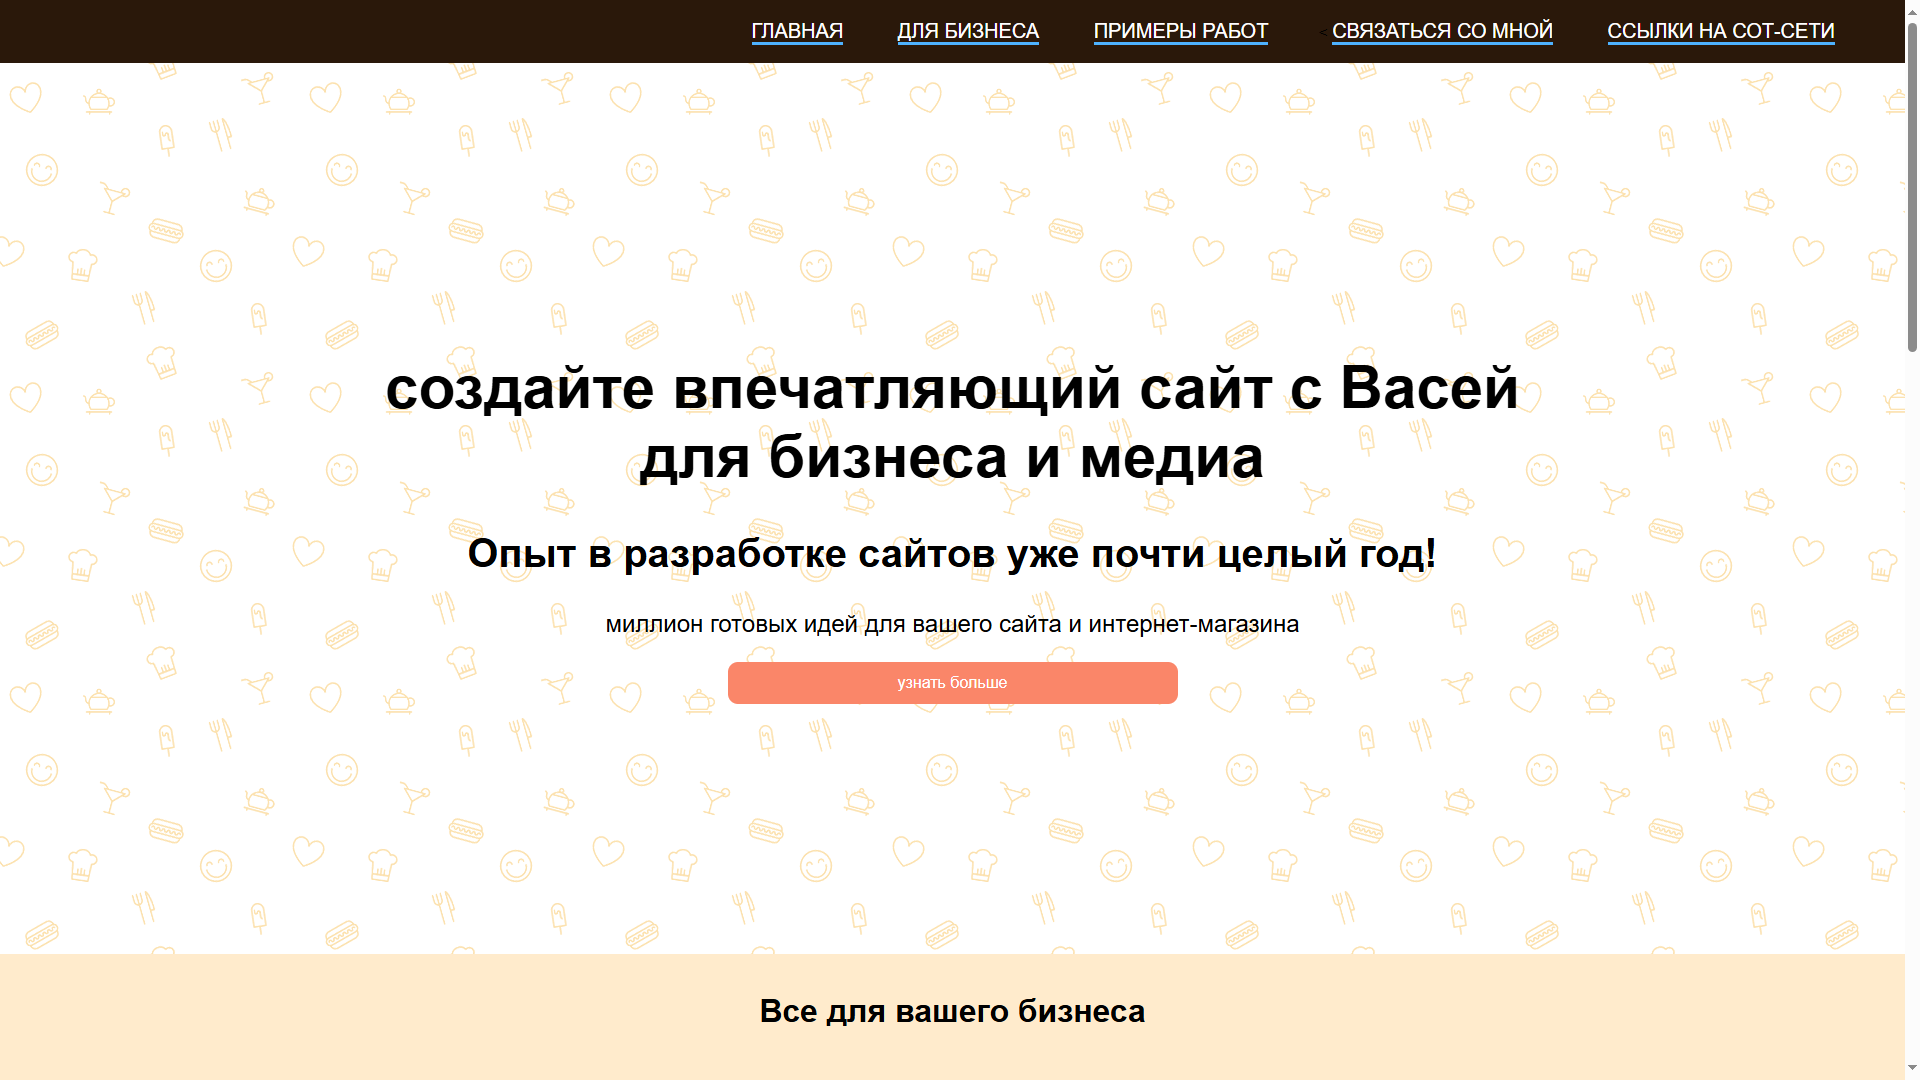 ГЛАВНАЯ ДЛЯ БИЗНЕСА ПРИМЕРЫ РАБОТ < СВЯЗАТЬСЯ СО МНОЙ ССЫЛКИ НА СОТ-СЕТИ
создайте впечатляющий сайт с Васей
для бизнеса и медиа
Опыт в разработке сайтов уже почти целый год!
миллион готовых идей для вашего сайта и интернет-магазина
узнать больше
Все для вашего бизнеса